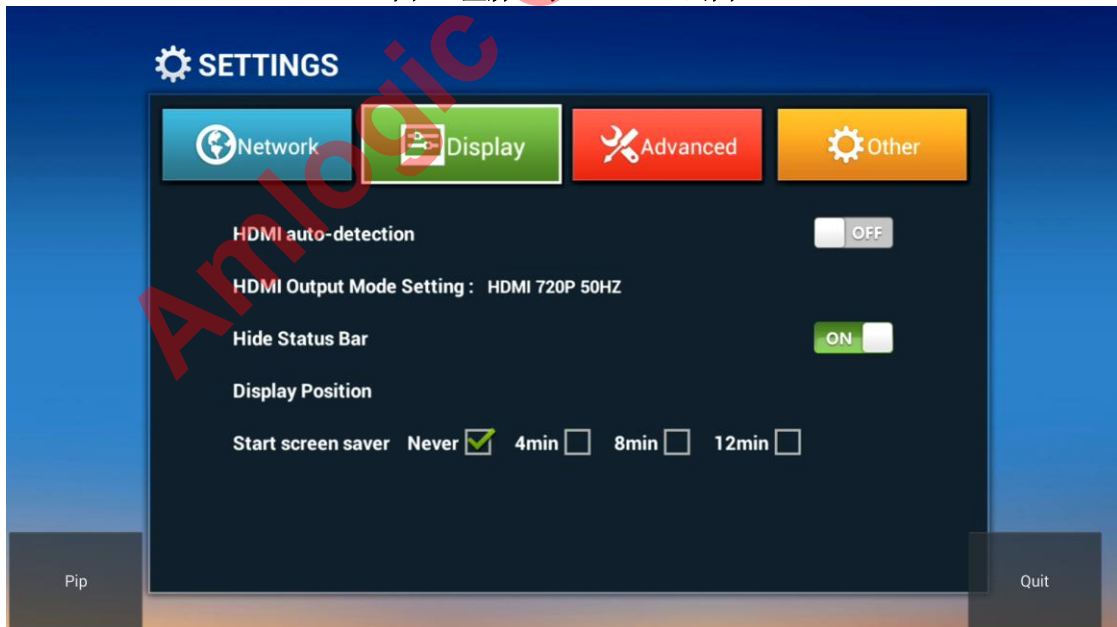 SETTINGS
Network Display Advanced Other
HDMI auto-detection OFF
HDMI Output Mode Setting : HDMI 720P 50HZ
Hide Status Bar ON
Display Position
Start screen saver Never 4min 8min 12min
Pip Quit
Amlogic